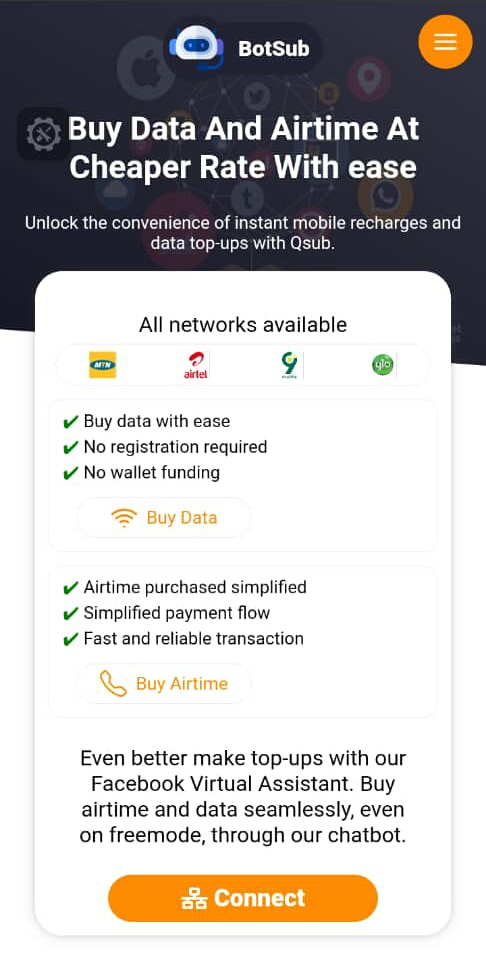 BotSub
Buy Data And Airtime At
Cheaper Rate With ease
Unlock the convenience of instant mobile recharges and
data top-ups with Qsub.
All networks available
MTN
airtel
mobile
glo
Buy data with ease
No registration required
No wallet funding
Buy Data
Airtime purchased simplified
Simplified payment flow
Fast and reliable transaction
Buy Airtime
Even better make top-ups with our
Facebook Virtual Assistant. Buy
airtime and data seamlessly, even
on freemode, through our chatbot.
Connect